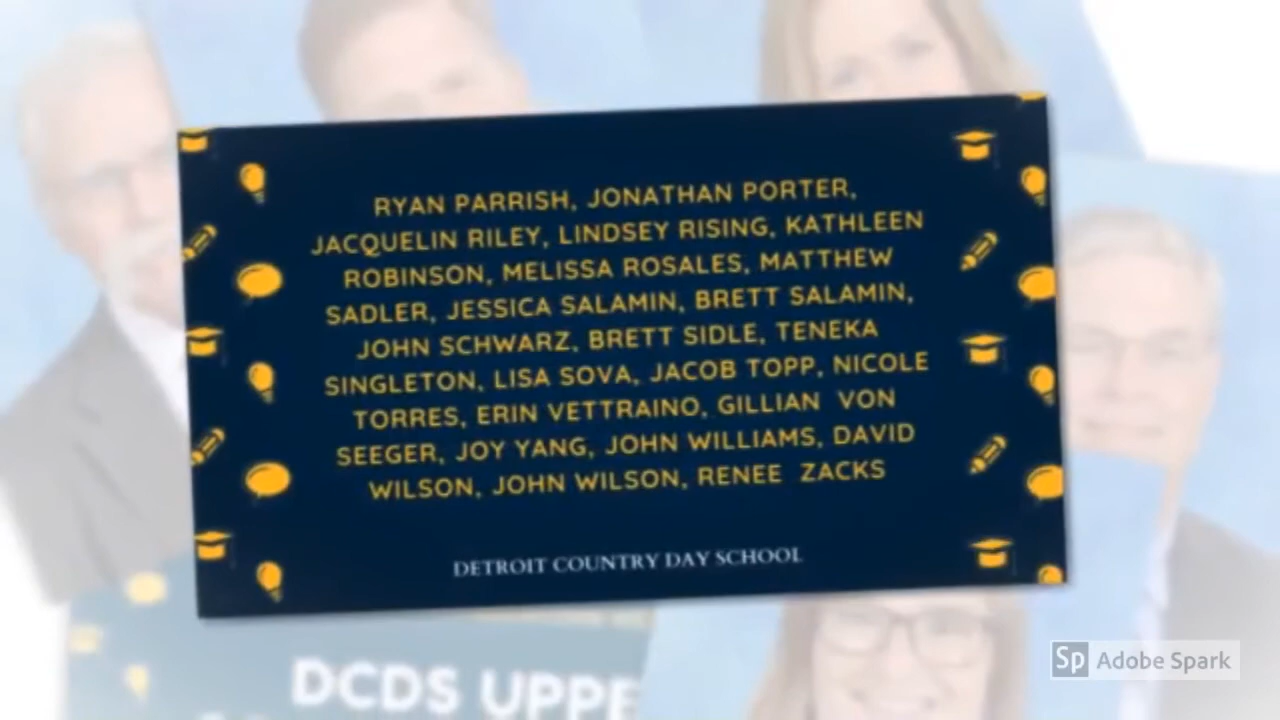 RYAN PARRISH, JONATHAN PORTER,
JACQUELIN RILEY, LINDSEY RISING, KATHLEEN
ROBINSON, MELISSA ROSALES, MATTHEW
SADLER, JESSICA SALAMIN, BRETT SALAMIN,
JOHN SCHWARZ, BRETT SIDLE, TENEKA
SINGLETON, LISA SOVA, JACOB TOPP, NICOLE
TORRES, ERIN VETTRAINO, GILLIAN VON
SEEGER, JOY YANG, JOHN WILLIAMS, DAVID
WILSON, JOHN WILSON, RENEE ZACKS
DETROIT COUNTRY DAY SCHOOL
DCDS UPPE
Sp Adobe Spark